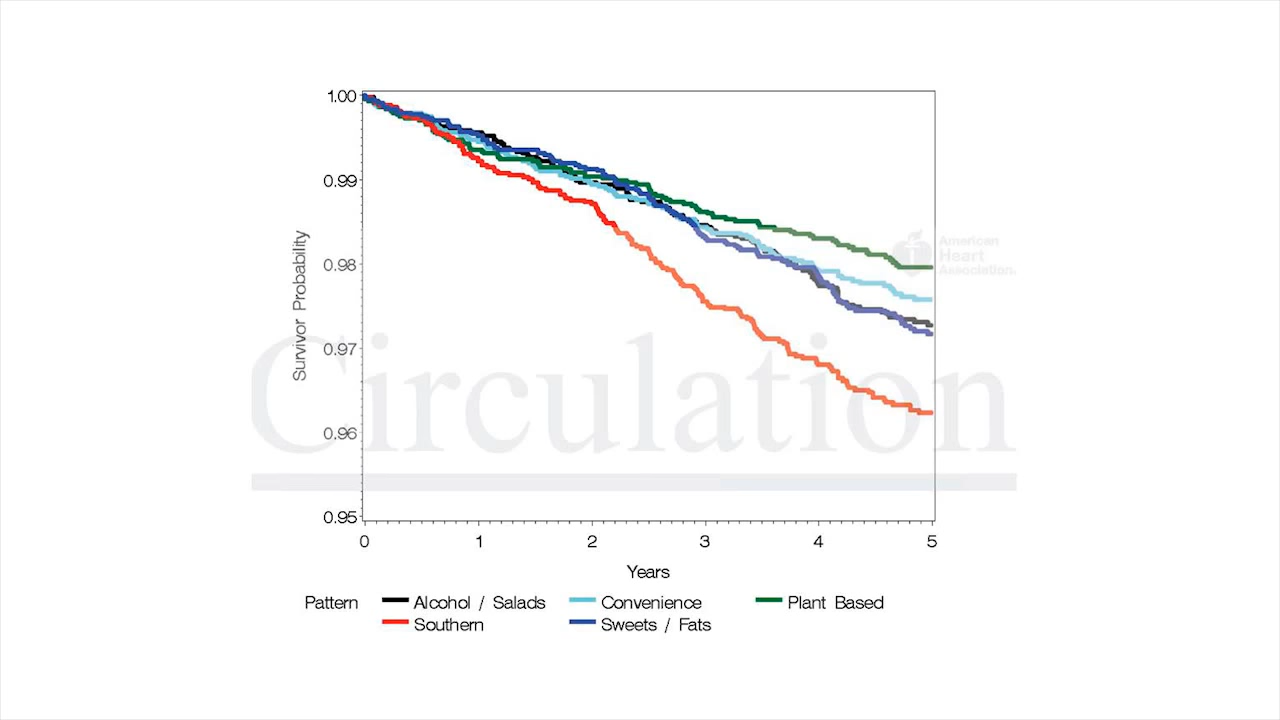 1.00
0.99
0.98
0.97
0.96
0.95
Survivor Probability
0 1 2 3 4 5
Years
Pattern Alcohol / Salads Convenience Plant Based
Southern Sweets / Fats
American
Heart
Association®
Circulation